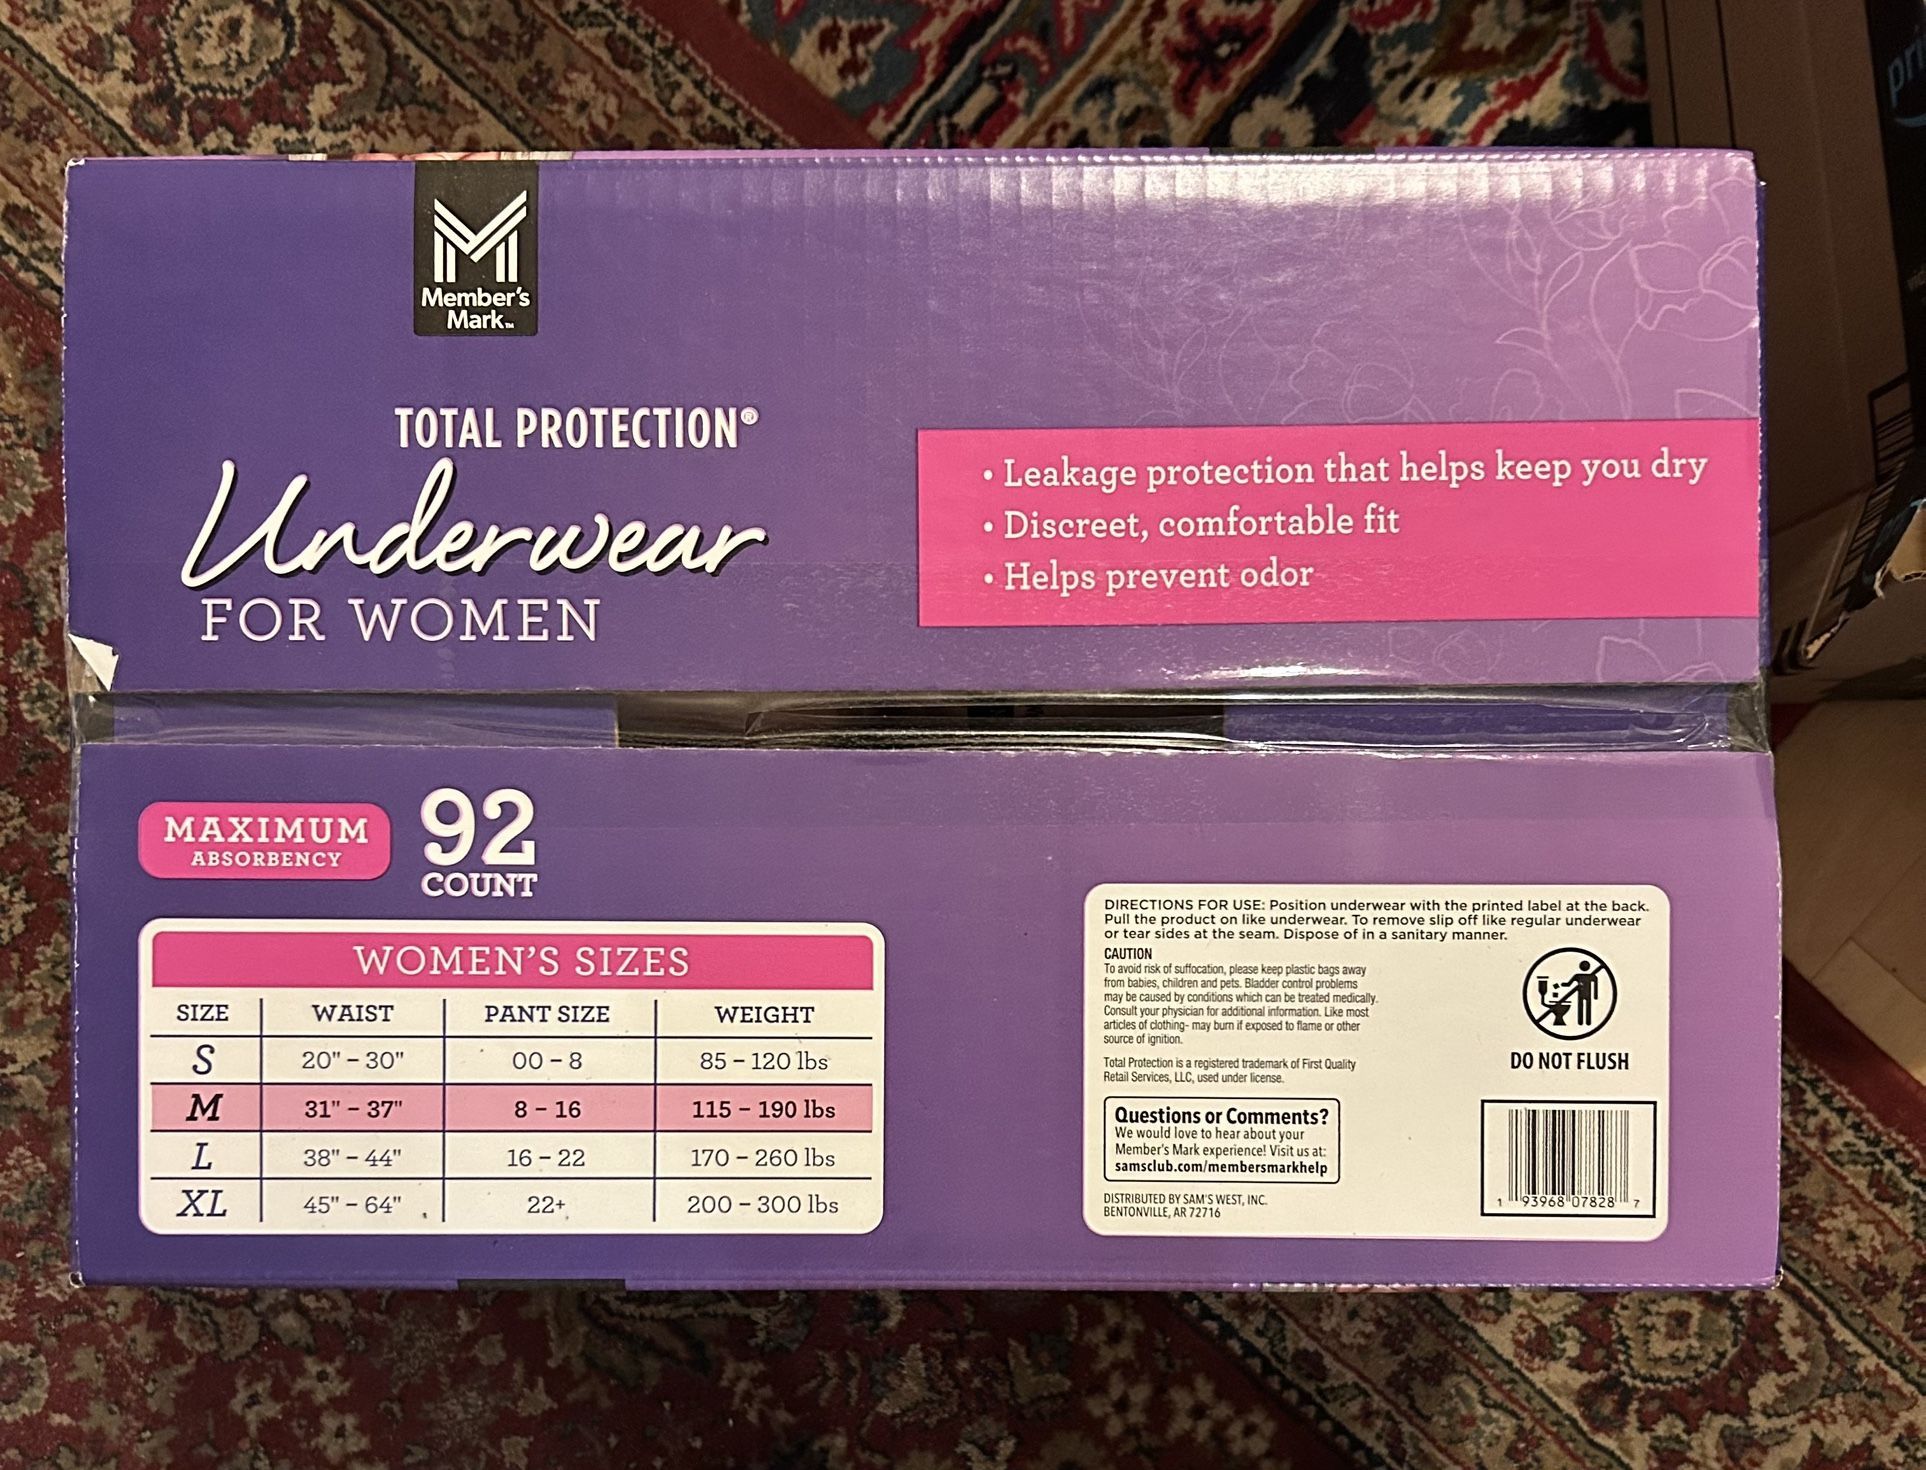 Member's
Mark™
TOTAL PROTECTION®
Underwear
FOR WOMEN
• Leakage protection that helps keep you dry
• Discreet, comfortable fit
• Helps prevent odor
MAXIMUM
ABSORBENCY
92
COUNT
WOMEN'S SIZES
SIZE WAIST PANT SIZE WEIGHT
S 20" – 30" 00 – 8 85 – 120 lbs
M 31" – 37" 8 – 16 115 – 190 lbs
L 38" – 44" 16 – 22 170 – 260 lbs
XL 45" – 64" 22+ 200 – 300 lbs
DIRECTIONS FOR USE: Position underwear with the printed label at the back.
Pull the product on like underwear. To remove slip off like regular underwear
or tear sides at the seam. Dispose of in a sanitary manner.
CAUTION
To avoid risk of suffocation, please keep plastic bags away
from babies, children and pets. Bladder control problems
may be caused by conditions which can be treated medically.
Consult your physician for additional information. Like most
articles of clothing- may burn if exposed to flame or other
source of ignition.
Total Protection is a registered trademark of First Quality
Retail Services, LLC, used under license.
DO NOT FLUSH
Questions or Comments?
We would love to hear about your
Member's Mark experience! Visit us at:
samsclub.com/membersmarkhelp
DISTRIBUTED BY SAM'S WEST, INC.
BENTONVILLE, AR 72716
1 93968 07828 7